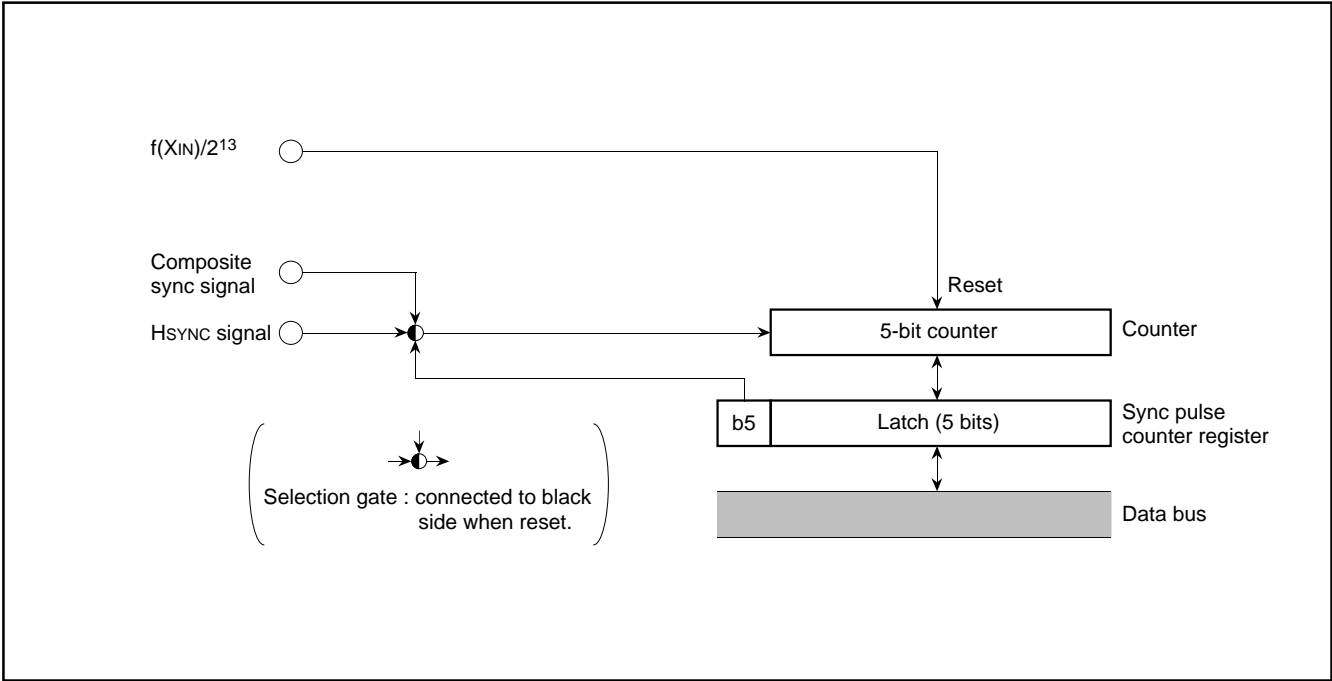 f(XIN)/2¹³
Composite
sync signal
Reset
HSYNC signal
5-bit counter
Counter
b5
Latch (5 bits)
Sync pulse
counter register
Selection gate : connected to black
side when reset.
Data bus